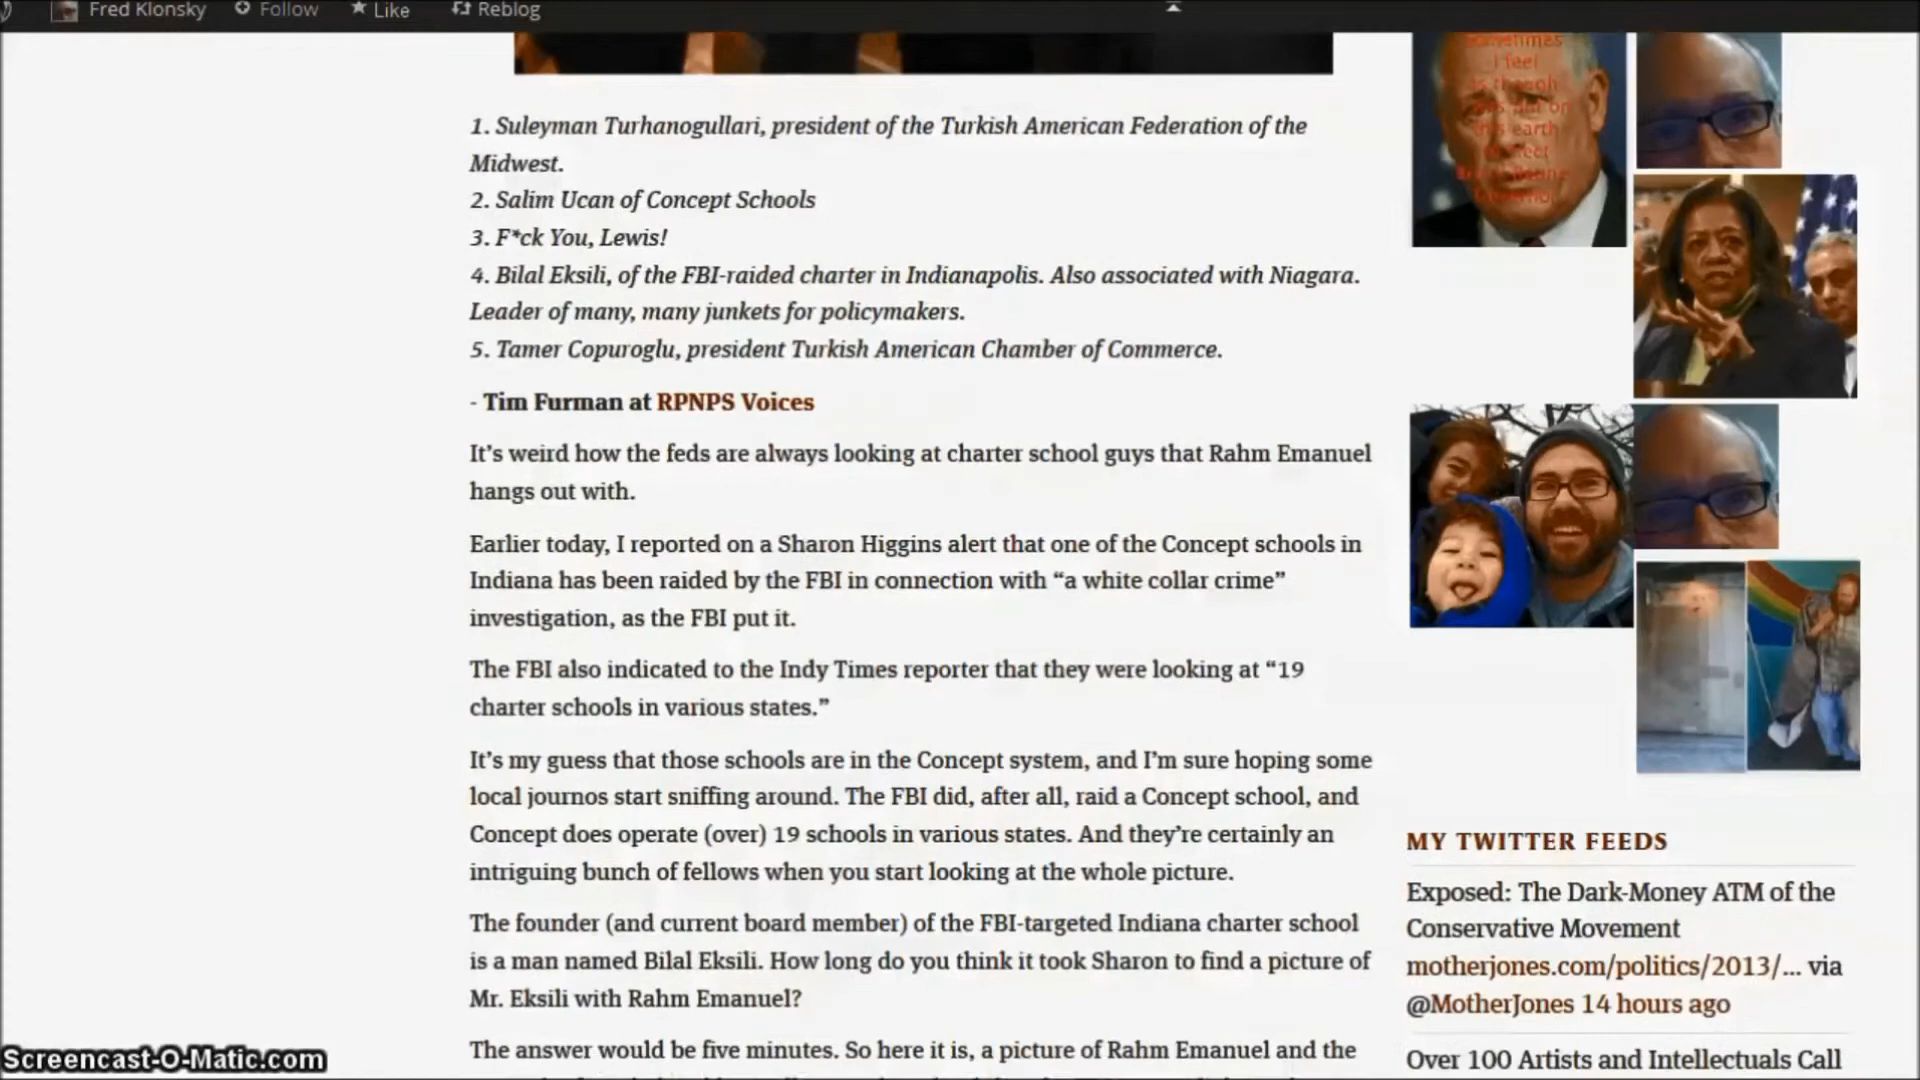 Fred Klonsky Follow Like Reblog
1. Suleyman Turhanogullari, president of the Turkish American Federation of the
Midwest.
2. Salim Ucan of Concept Schools
3. F*ck You, Lewis!
4. Bilal Eksili, of the FBI-raided charter in Indianapolis. Also associated with Niagara.
Leader of many, many junkets for policymakers.
5. Tamer Copuroglu, president Turkish American Chamber of Commerce.
- Tim Furman at RPNPS Voices
It’s weird how the feds are always looking at charter school guys that Rahm Emanuel
hangs out with.
Earlier today, I reported on a Sharon Higgins alert that one of the Concept schools in
Indiana has been raided by the FBI in connection with “a white collar crime”
investigation, as the FBI put it.
The FBI also indicated to the Indy Times reporter that they were looking at “19
charter schools in various states.”
It’s my guess that those schools are in the Concept system, and I’m sure hoping some
local journos start sniffing around. The FBI did, after all, raid a Concept school, and
Concept does operate (over) 19 schools in various states. And they’re certainly an
intriguing bunch of fellows when you start looking at the whole picture.
The founder (and current board member) of the FBI-targeted Indiana charter school
is a man named Bilal Eksili. How long do you think it took Sharon to find a picture of
Mr. Eksili with Rahm Emanuel?
The answer would be five minutes. So here it is, a picture of Rahm Emanuel and the
sometimes
I feel
this earth
MY TWITTER FEEDS
Exposed: The Dark-Money ATM of the
Conservative Movement
motherjones.com/politics/2013/... via
@MotherJones 14 hours ago
Over 100 Artists and Intellectuals Call
Screencast-O-Matic.com